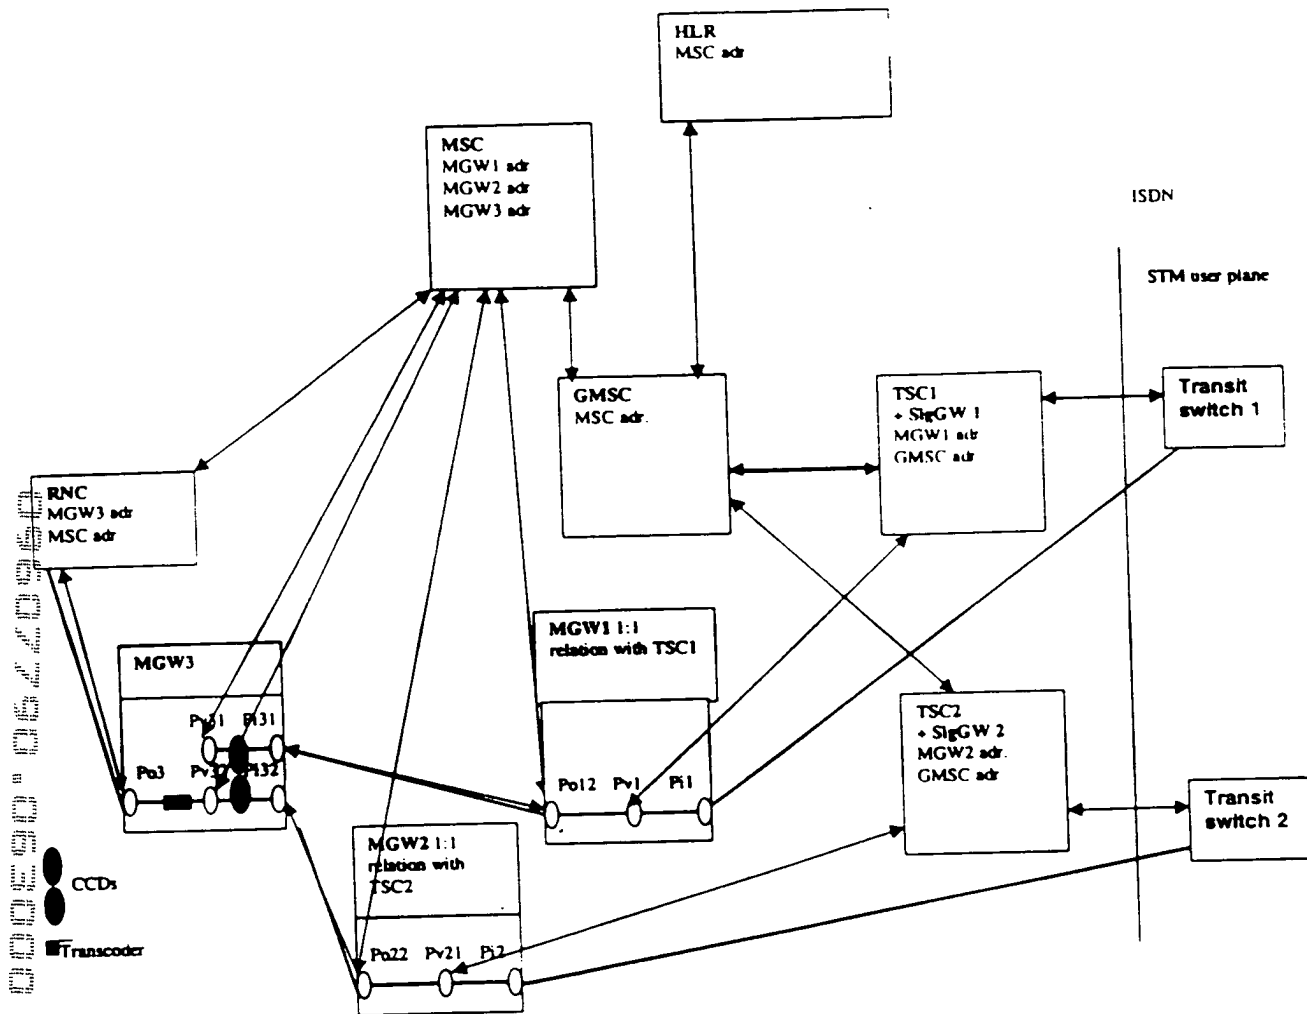 HLR
MSC adr
MSC
MGW1 adr
MGW2 adr
MGW3 adr
ISDN
STM user plane
GMSC
MSC adr.
TSC1
+ SigGW 1
MGW1 adr
GMSC adr
Transit
switch 1
RNC
MGW3 adr
MSC adr
MGW3
Pv31 Pi31
Po3 Pv32 Pi32
MGW1 1:1
relation with TSC1
Po12 Pv1 Pi1
TSC2
+ SigGW 2
MGW2 adr.
GMSC adr
Transit
switch 2
MGW2 1:1
relation with
TSC2
Po22 Pv21 Pi2
CCDs
Transcoder